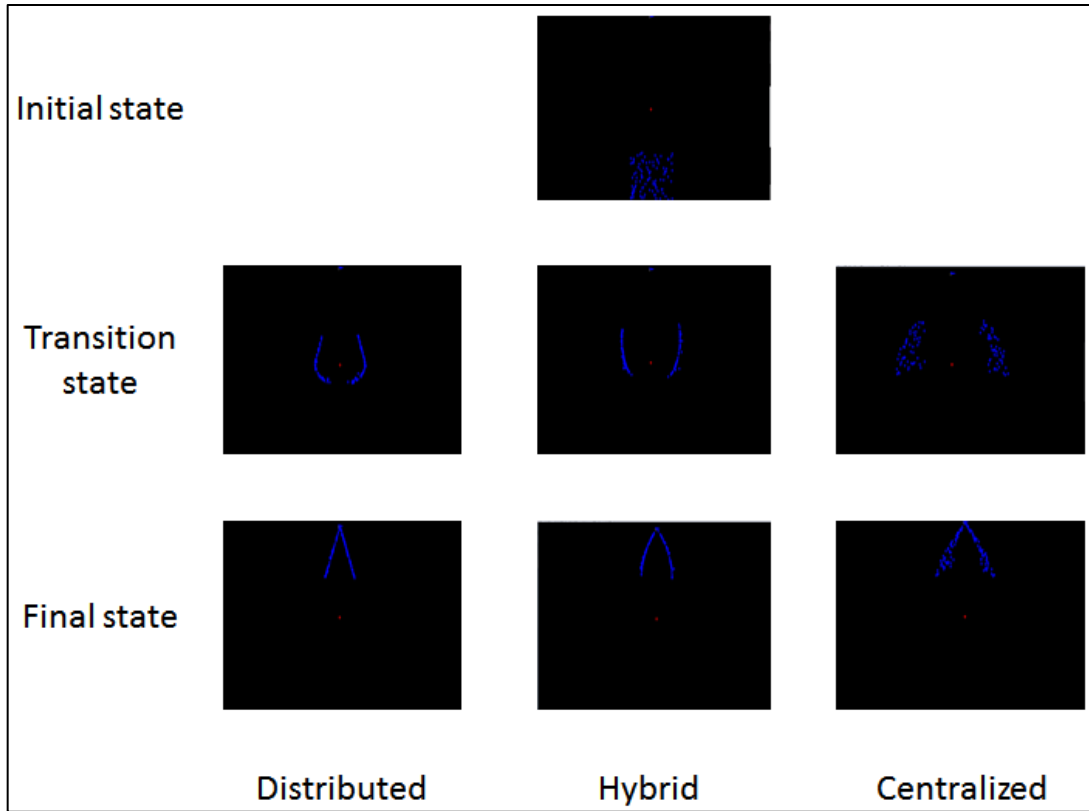 Initial state
Transition
state
Final state
Distributed
Hybrid
Centralized